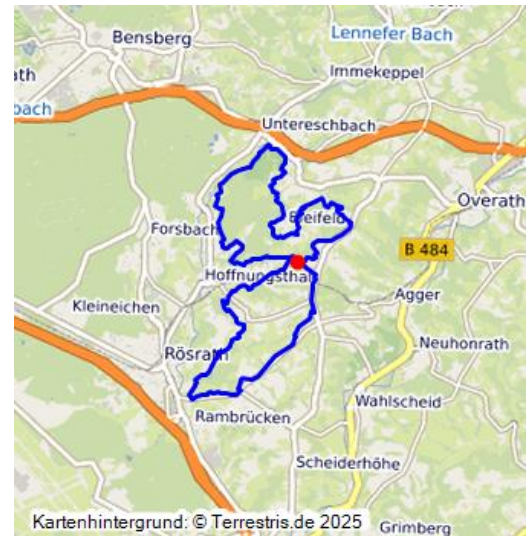 Bensberg
Lennefer Bach
Immekeppel
ath
bach
Untereschbach
Overath
Forsbach
Breifeld
B 484
Hoffnungsthal
Kleineichen
Agger
Neuhonrath
Rösrath
Wahlscheid
Rambrücken
Scheiderhöhe
Kartenhintergrund: © Terrestris.de 2025
Grimberg